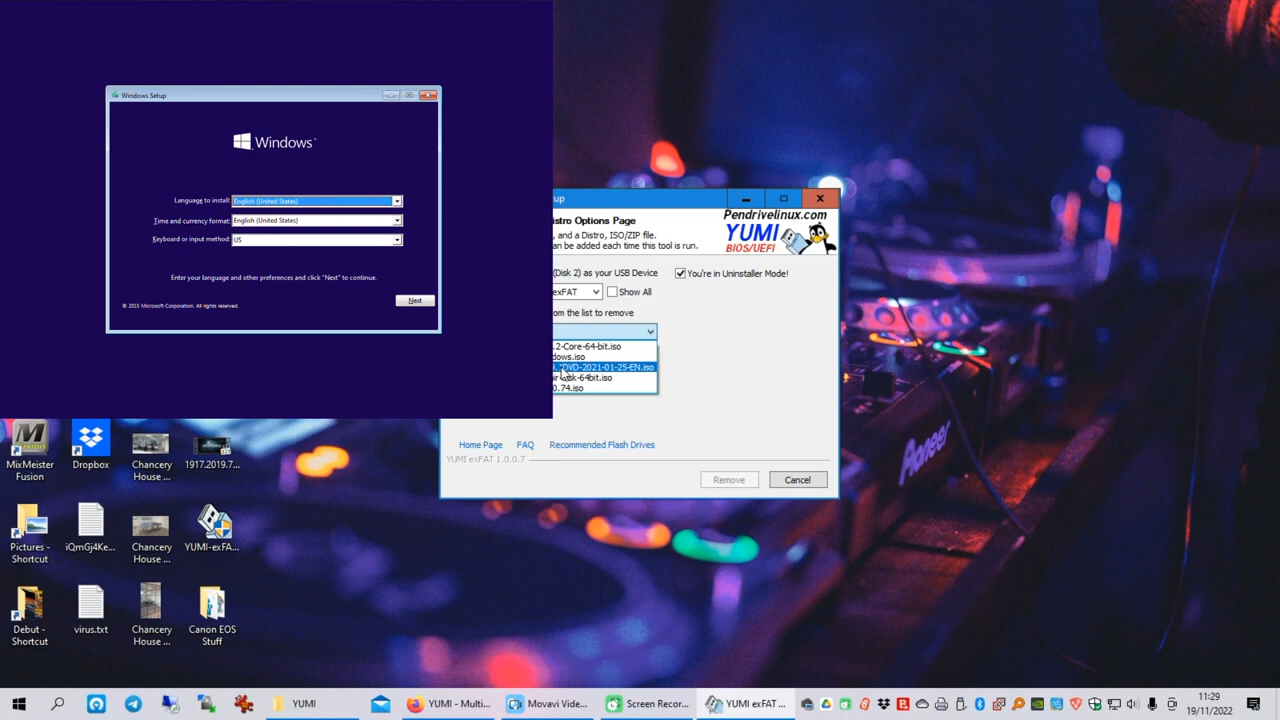 Windows Setup
Windows
Language to install: English (United States)
Time and currency format: English (United States)
Keyboard or input method: US
Enter your language and other preferences and click "Next" to continue.
© 2015 Microsoft Corporation. All rights reserved.
Next
up
istro Options Page
and a Distro, ISO/ZIP file.
an be added each time this tool is run.
Pendrivelinux.com
YUMI
BIOS/UEFI
(Disk 2) as your USB Device
You're in Uninstaller Mode!
exFAT
Show All
om the list to remove
.2-Core-64-bit.iso
dows.iso
DVD-2021-01-25-EN.iso
k-64bit.iso
0.74.iso
Home Page
FAQ
Recommended Flash Drives
YUMI exFAT 1.0.0.7
Remove
Cancel
MixMeister Fusion
Dropbox
Chancery House ...
1917.2019.7...
Pictures - Shortcut
iQmGj4Ke...
Chancery House ...
YUMI-exFA...
Debut - Shortcut
virus.txt
Chancery House ...
Canon EOS Stuff
Pioneer
YUMI
YUMI - Multi...
Movavi Vide...
Screen Recor...
YUMI exFAT ...
11:29
19/11/2022